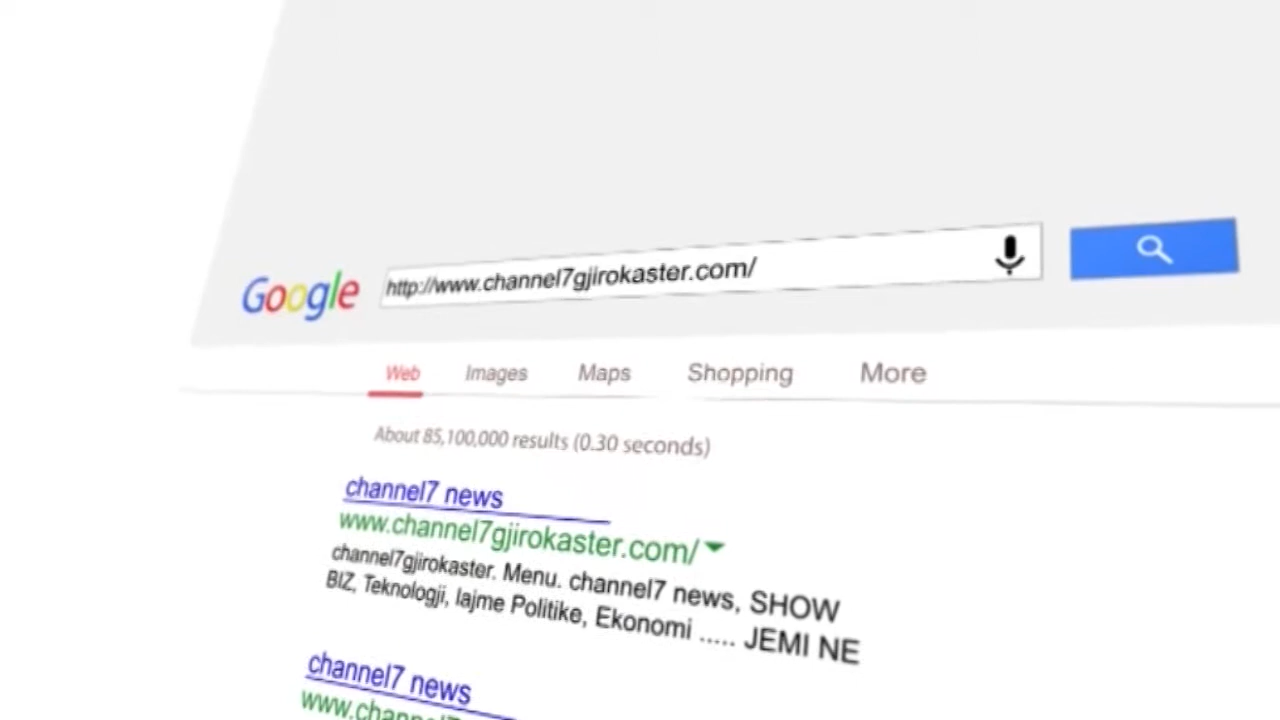 Google http://www.channel7gjirokaster.com/
Web Images Maps Shopping More
About 85,100,000 results (0.30 seconds)
channel7 news
www.channel7gjirokaster.com/
channel7gjirokaster. Menu. channel7 news, SHOW
BIZ, Teknologji, lajme Politike, Ekonomi ..... JEMI NE
channel7 news